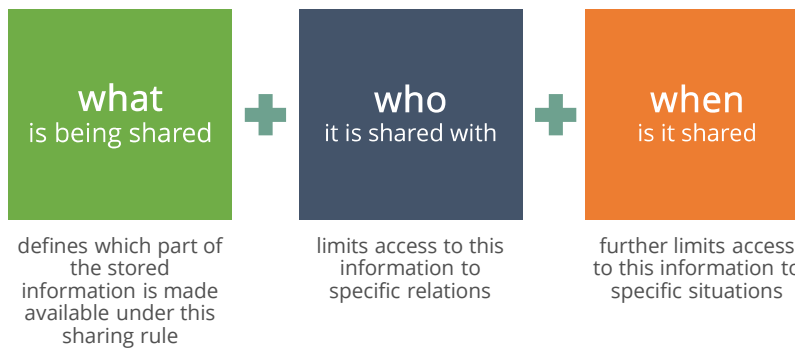 what
is being shared
who
it is shared with
when
is it shared
defines which part of
the stored
information is made
available under this
sharing rule
limits access to this
information to
specific relations
further limits access
to this information to
specific situations